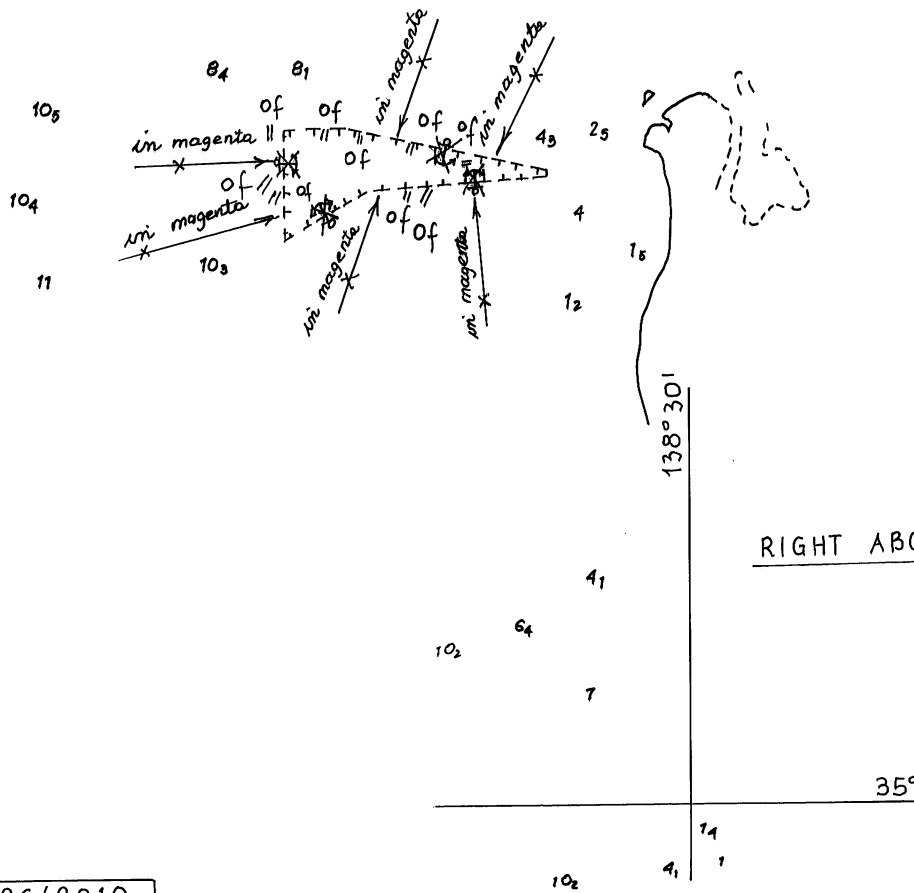 8₄ 8₁
10₅
Of Of
in magenta
in magenta
in magenta
Of Of
Of
4₃ 2₅
10₄
Of
in magenta
Of
4
11
10₃
in magenta
Of
Of
in magenta
1₅
1₂
138° 30'
RIGHT ABO
4₁
6₄
10₂
7
35°
1₄
10₂ 4₁ 1